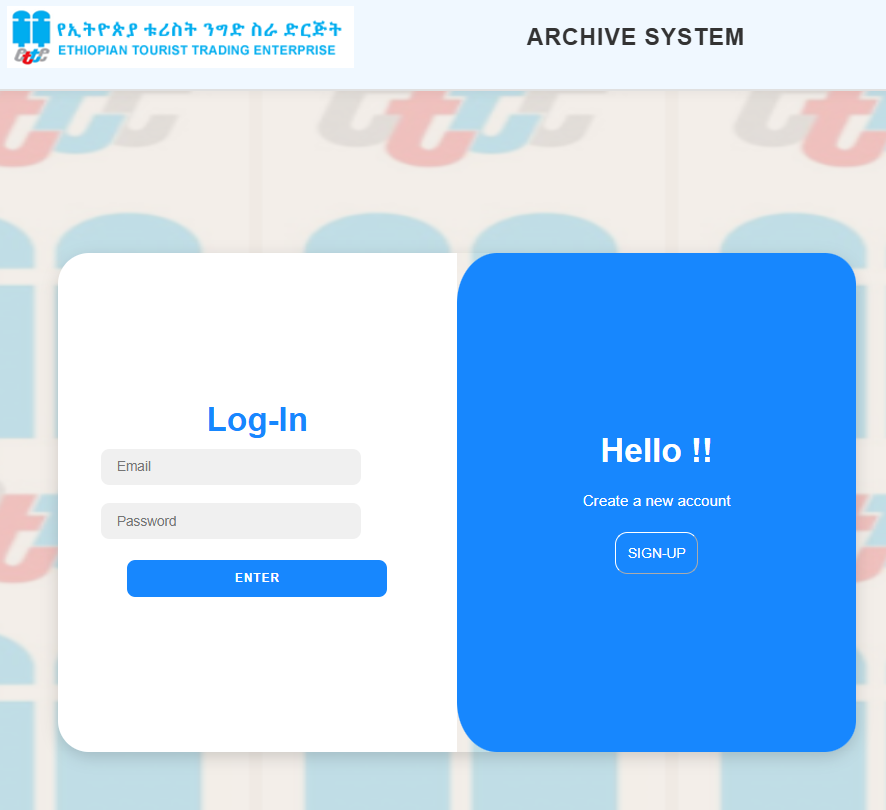 የኢትዮጵያ ቱሪስት ንግድ ስራ ድርጅት
ETHIOPIAN TOURIST TRADING ENTERPRISE
ette
ARCHIVE SYSTEM
Log-In
Email
Password
ENTER
Hello !!
Create a new account
SIGN-UP